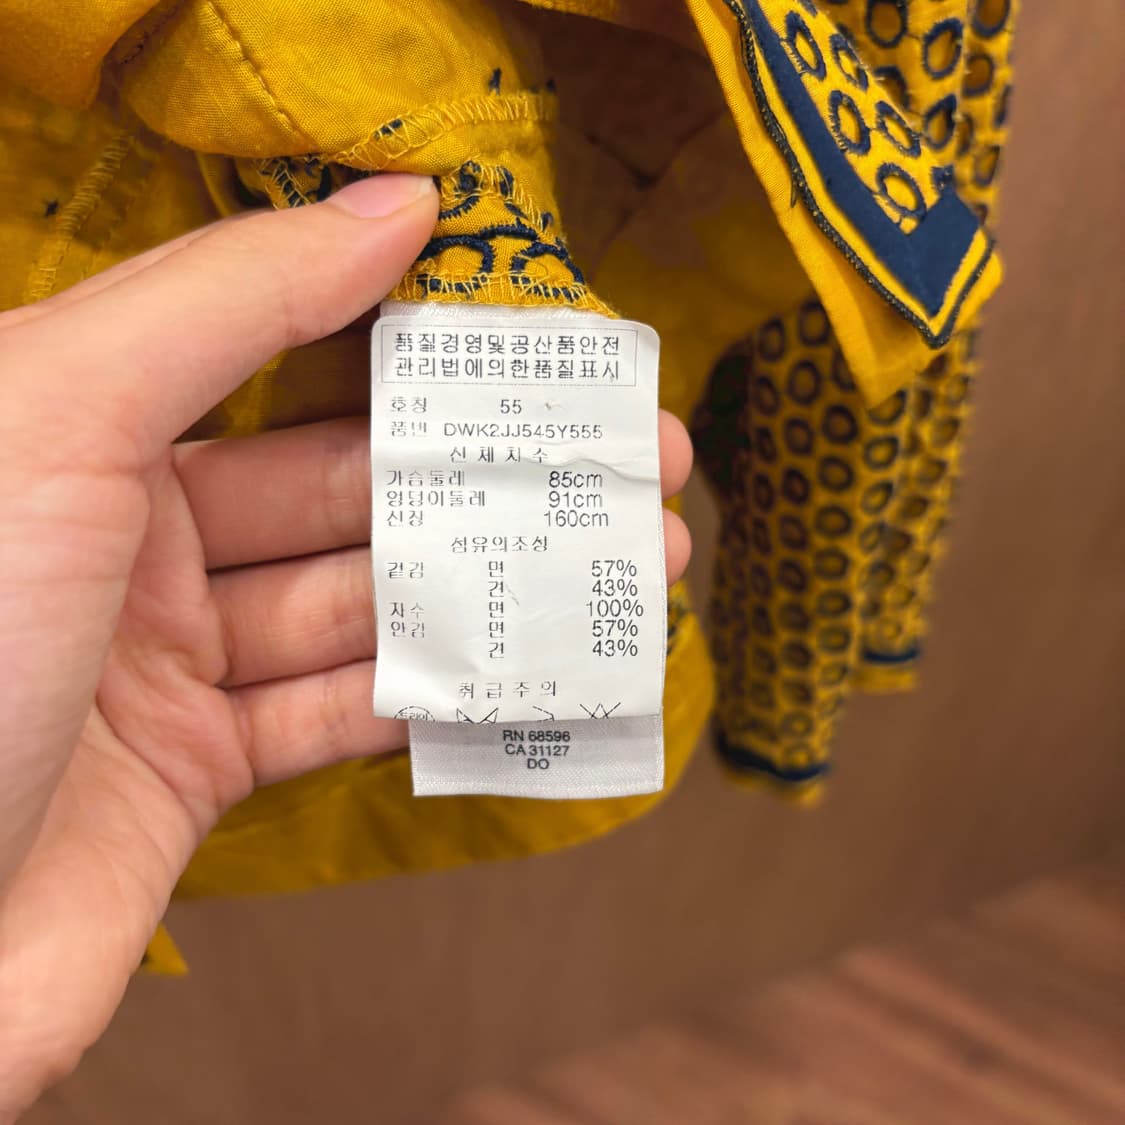 품질경영및공산품안전
관리법에의한품질표시
호칭 55
품번 DWK2JJ545Y555
신체치수
가슴둘레 85cm
엉덩이둘레 91cm
신장 160cm
섬유의조성
겉감 면 57%
견 43%
자수 면 100%
안감 면 57%
견 43%
취급주의
RN 68596
CA 31127
DO